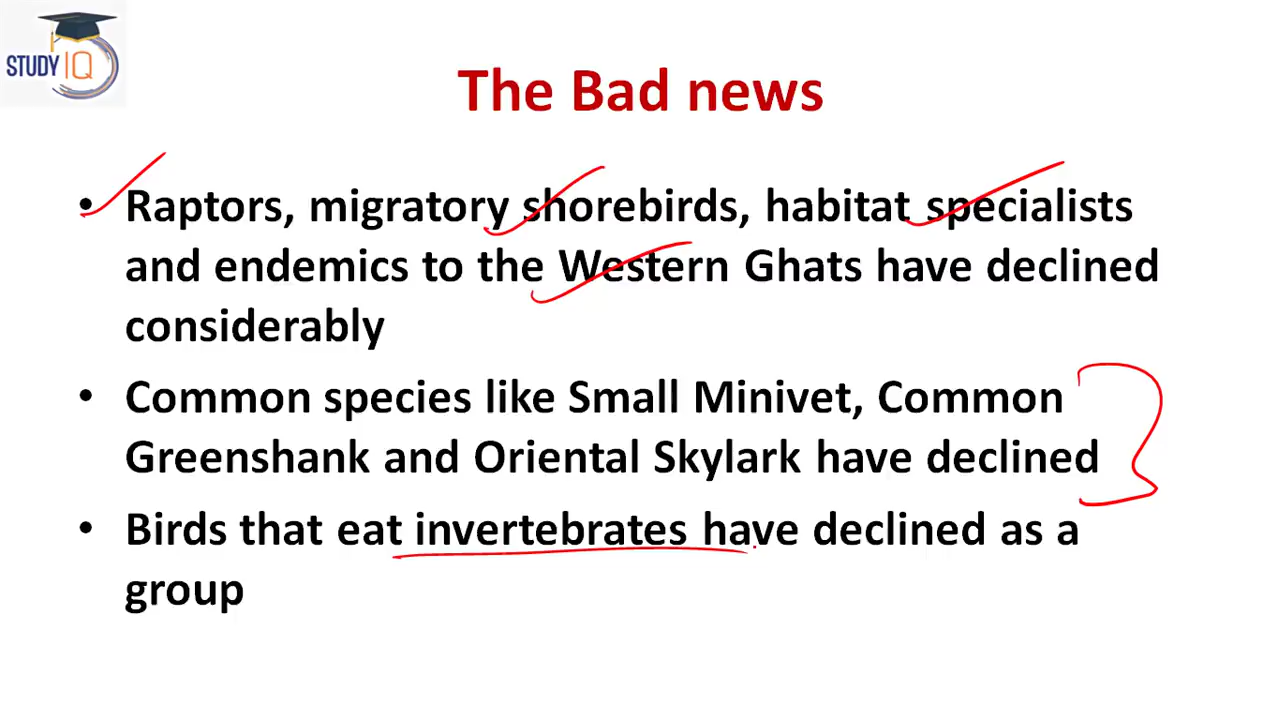 STUDY IQ
The Bad news
• Raptors, migratory shorebirds, habitat specialists
and endemics to the Western Ghats have declined
considerably
• Common species like Small Minivet, Common
Greenshank and Oriental Skylark have declined
• Birds that eat invertebrates have declined as a
group